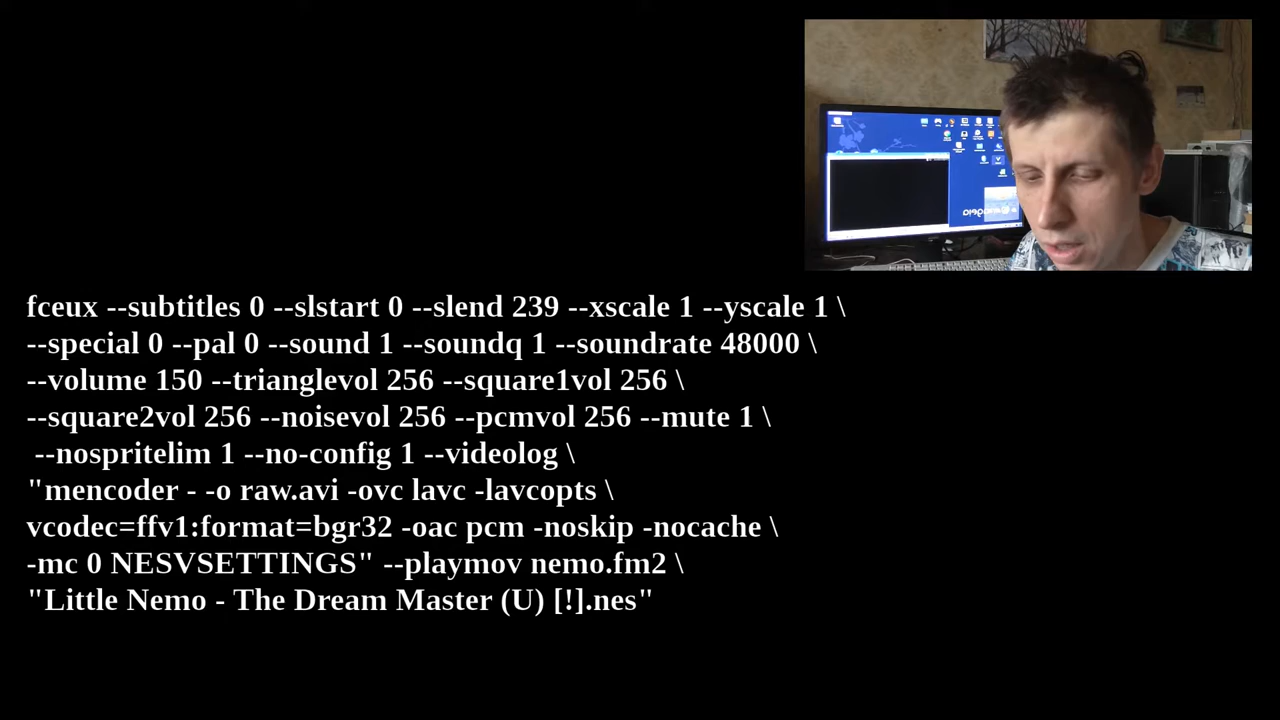 fceux --subtitles 0 --slstart 0 --slend 239 --xscale 1 --yscale 1 \
--special 0 --pal 0 --sound 1 --soundq 1 --soundrate 48000 \
--volume 150 --trianglevol 256 --square1vol 256 \
--square2vol 256 --noisevol 256 --pcmvol 256 --mute 1 \
--nospritelim 1 --no-config 1 --videolog \
"mencoder - -o raw.avi -ovc lavc -lavcopts \
vcodec=ffv1:format=bgr32 -oac pcm -noskip -nocache \
-mc 0 NESVSETTINGS" --playmov nemo.fm2 \
"Little Nemo - The Dream Master (U) [!].nes"